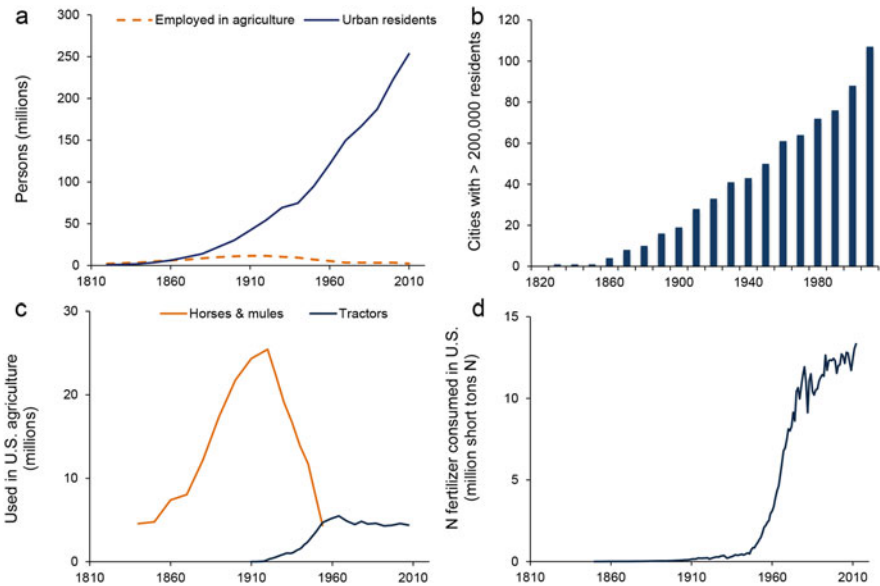 a
Employed in agriculture
Urban residents
Persons (millions)
300
250
200
150
100
50
0
1810 1860 1910 1960 2010
b
Cities with > 200,000 residents
120
100
80
60
40
20
0
1820 1860 1900 1940 1980
c
Horses & mules
Tractors
Used in U.S. agriculture
(millions)
30
20
10
0
1810 1860 1910 1960 2010
d
N fertilizer consumed in U.S.
(million short tons N)
15
10
5
0
1810 1860 1910 1960 2010